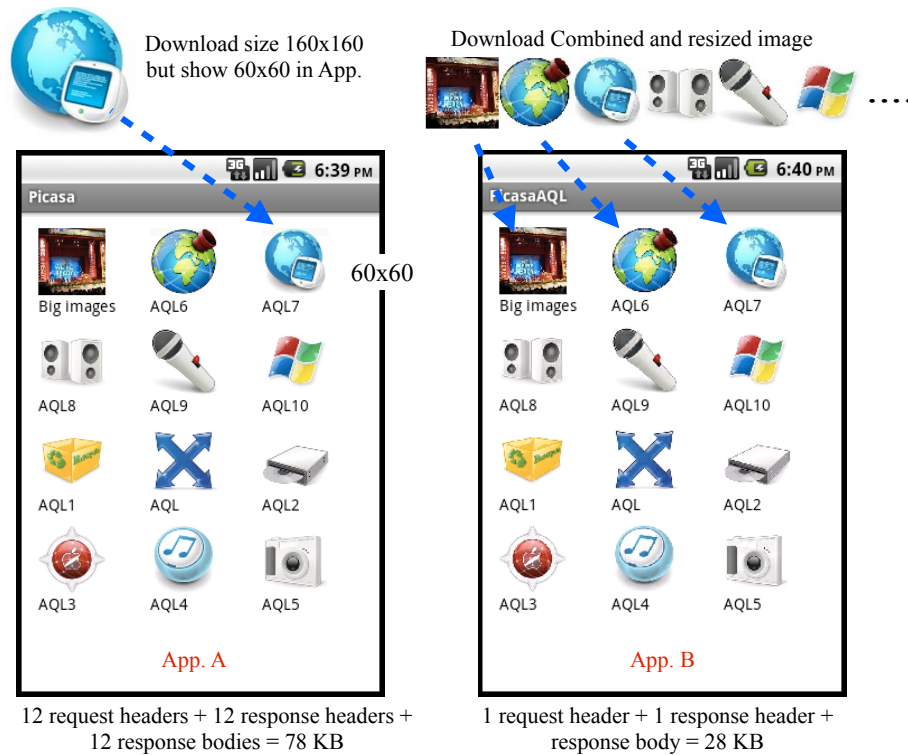 Download size 160x160
but show 60x60 in App.
Download Combined and resized image
....
3G 6:39 PM
Picasa
Big images AQL6 AQL7
60x60
AQL8 AQL9 AQL10
AQL1 AQL AQL2
AQL3 AQL4 AQL5
App. A
12 request headers + 12 response headers +
12 response bodies = 78 KB
3G 6:40 PM
PicasaAQL
Big images AQL6 AQL7
AQL8 AQL9 AQL10
AQL1 AQL AQL2
AQL3 AQL4 AQL5
App. B
1 request header + 1 response header +
response body = 28 KB